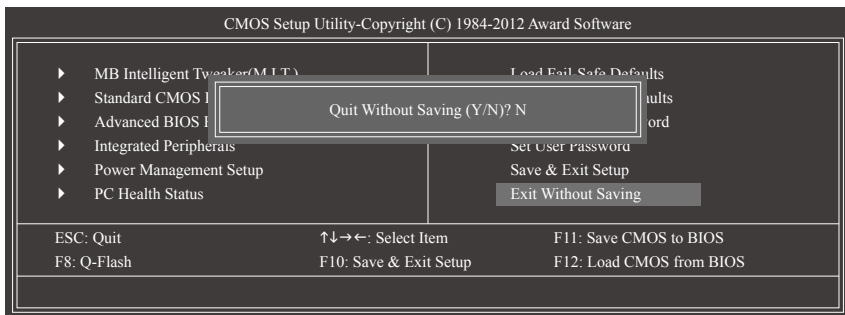 CMOS Setup Utility-Copyright (C) 1984-2012 Award Software
MB Intelligent Tweaker(M.I.T.)
Standard CMOS
Advanced BIOS
Integrated Peripherals
Power Management Setup
PC Health Status
Load Fail-Safe Defaults
Set User Password
Save & Exit Setup
Exit Without Saving
Quit Without Saving (Y/N)? N
ESC: Quit
↑↓→←: Select Item
F11: Save CMOS to BIOS
F8: Q-Flash
F10: Save & Exit Setup
F12: Load CMOS from BIOS